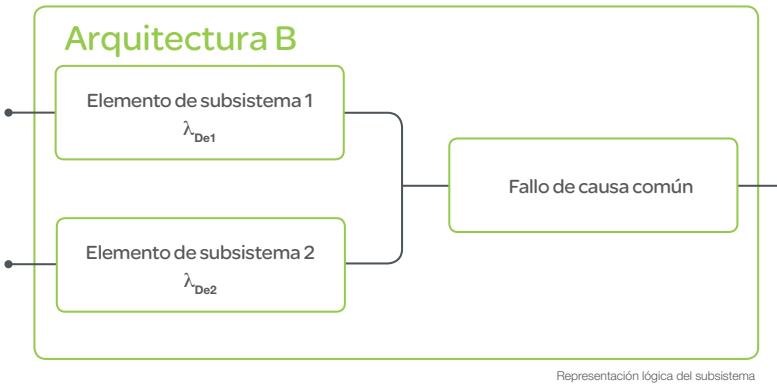 Arquitectura B
Elemento de subsistema 1
λDe1
Fallo de causa común
Elemento de subsistema 2
λDe2
Representación lógica del subsistema